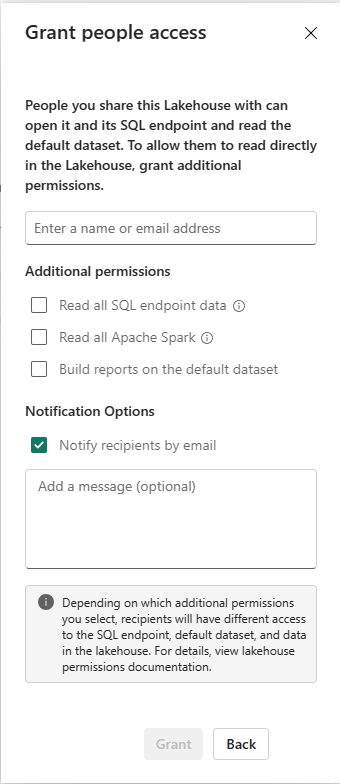 Grant people access
People you share this Lakehouse with can
open it and its SQL endpoint and read the
default dataset. To allow them to read directly
in the Lakehouse, grant additional
permissions.
Enter a name or email address
Additional permissions
Read all SQL endpoint data
Read all Apache Spark
Build reports on the default dataset
Notification Options
Notify recipients by email
Add a message (optional)
Depending on which additional permissions
you select, recipients will have different access
to the SQL endpoint, default dataset, and data
in the lakehouse. For details, view lakehouse
permissions documentation.
Grant Back